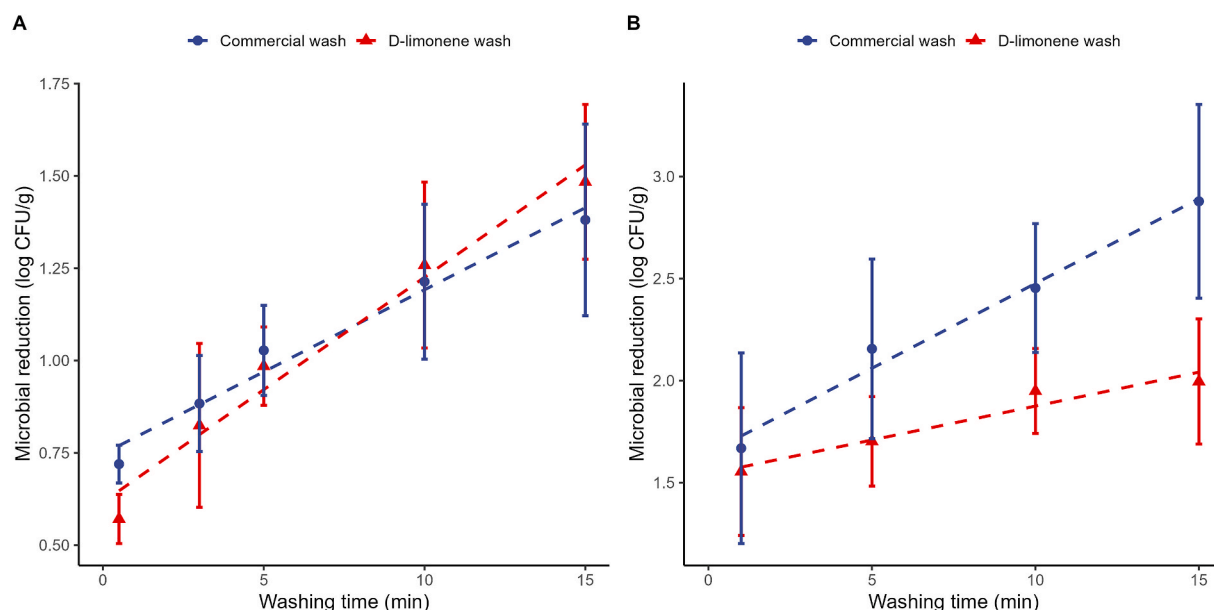 A
Commercial wash D-limonene wash
1.75
1.50
1.25
1.00
0.75
0.50
Microbial reduction (log CFU/g)
0 5 10 15
Washing time (min)
B
Commercial wash D-limonene wash
3.0
2.5
2.0
1.5
Microbial reduction (log CFU/g)
0 5 10 15
Washing time (min)